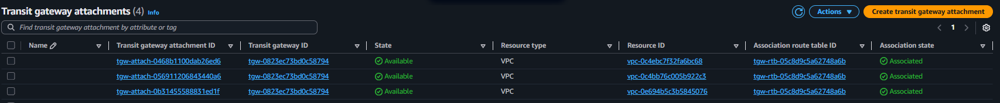 Transit gateway attachments (4) Info
Actions
Create transit gateway attachment
Find transit gateway attachment by attribute or tag
1
Name Transit gateway attachment ID Transit gateway ID State Resource type Resource ID Association route table ID Association state
tgw-attach-0468b1100dab26ed6 tgw-0823ec73bd0c58794 Available VPC vpc-0c4ebc7f32fa6bc68 tgw-rtb-05c8d9c5a62748a6b Associated
tgw-attach-056911206843440a6 tgw-0823ec73bd0c58794 Available VPC vpc-0c4bb76c005b922c3 tgw-rtb-05c8d9c5a62748a6b Associated
tgw-attach-0b31455588831ed1f tgw-0823ec73bd0c58794 Available VPC vpc-0e694b5c3b5845076 tgw-rtb-05c8d9c5a62748a6b Associated